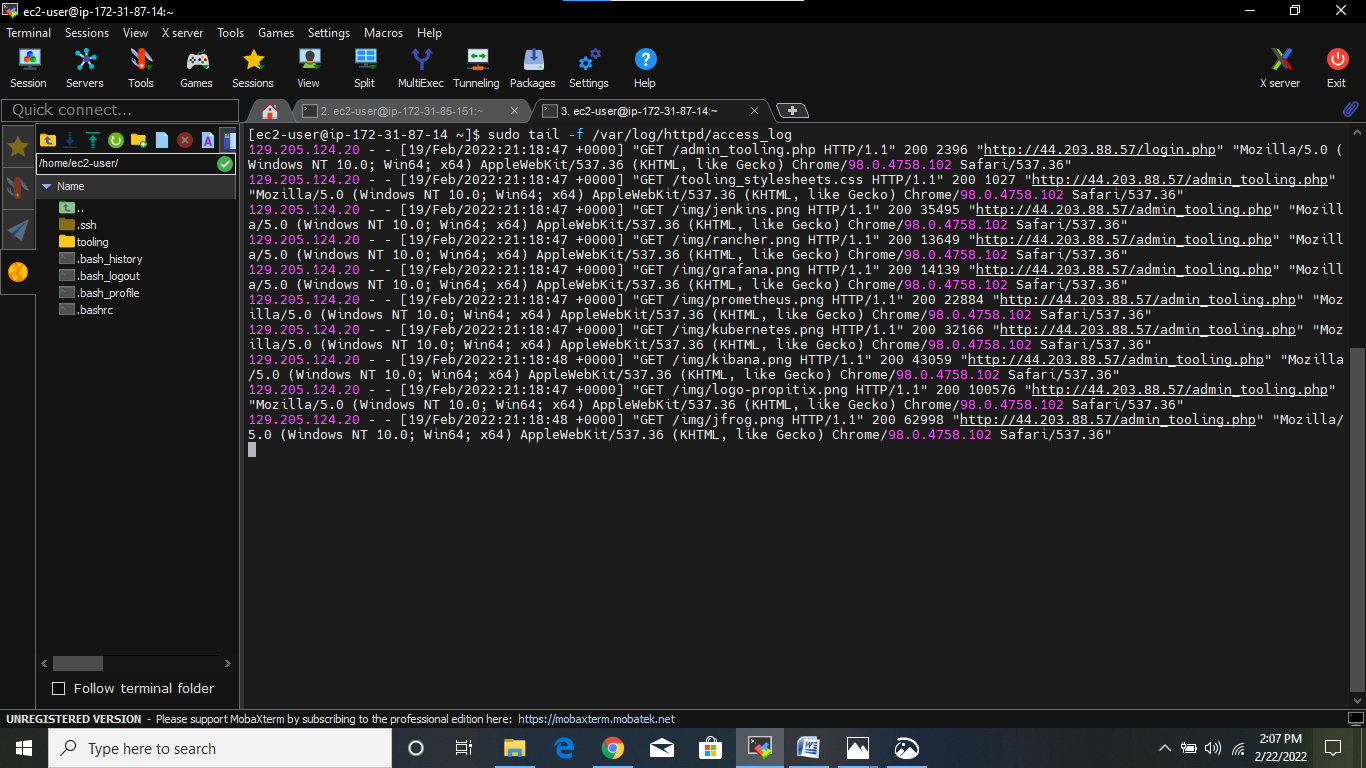 ec2-user@ip-172-31-87-14:~
Terminal Sessions View X server Tools Games Settings Macros Help
Session Servers Tools Games Sessions View Split MultiExec Tunneling Packages Settings Help X server Exit
Quick connect...
2. ec2-user@ip-172-31-85-151:~
3. ec2-user@ip-172-31-87-14:~
/home/ec2-user/
Name
..
.ssh
tooling
.bash_history
.bash_logout
.bash_profile
.bashrc
Follow terminal folder
[ec2-user@ip-172-31-87-14 ~]$ sudo tail -f /var/log/httpd/access_log
129.205.124.20 - - [19/Feb/2022:21:18:47 +0000] "GET /admin_tooling.php HTTP/1.1" 200 2396 "http://44.203.88.57/login.php" "Mozilla/5.0 (
Windows NT 10.0; Win64; x64) AppleWebKit/537.36 (KHTML, like Gecko) Chrome/98.0.4758.102 Safari/537.36"
129.205.124.20 - - [19/Feb/2022:21:18:47 +0000] "GET /tooling_stylesheets.css HTTP/1.1" 200 1027 "http://44.203.88.57/admin_tooling.php"
"Mozilla/5.0 (Windows NT 10.0; Win64; x64) AppleWebKit/537.36 (KHTML, like Gecko) Chrome/98.0.4758.102 Safari/537.36"
129.205.124.20 - - [19/Feb/2022:21:18:47 +0000] "GET /img/jenkins.png HTTP/1.1" 200 35495 "http://44.203.88.57/admin_tooling.php" "Mozill
a/5.0 (Windows NT 10.0; Win64; x64) AppleWebKit/537.36 (KHTML, like Gecko) Chrome/98.0.4758.102 Safari/537.36"
129.205.124.20 - - [19/Feb/2022:21:18:47 +0000] "GET /img/rancher.png HTTP/1.1" 200 13649 "http://44.203.88.57/admin_tooling.php" "Mozill
a/5.0 (Windows NT 10.0; Win64; x64) AppleWebKit/537.36 (KHTML, like Gecko) Chrome/98.0.4758.102 Safari/537.36"
129.205.124.20 - - [19/Feb/2022:21:18:47 +0000] "GET /img/grafana.png HTTP/1.1" 200 14139 "http://44.203.88.57/admin_tooling.php" "Mozill
a/5.0 (Windows NT 10.0; Win64; x64) AppleWebKit/537.36 (KHTML, like Gecko) Chrome/98.0.4758.102 Safari/537.36"
129.205.124.20 - - [19/Feb/2022:21:18:47 +0000] "GET /img/prometheus.png HTTP/1.1" 200 22884 "http://44.203.88.57/admin_tooling.php" "Moz
illa/5.0 (Windows NT 10.0; Win64; x64) AppleWebKit/537.36 (KHTML, like Gecko) Chrome/98.0.4758.102 Safari/537.36"
129.205.124.20 - - [19/Feb/2022:21:18:47 +0000] "GET /img/kubernetes.png HTTP/1.1" 200 32166 "http://44.203.88.57/admin_tooling.php" "Moz
illa/5.0 (Windows NT 10.0; Win64; x64) AppleWebKit/537.36 (KHTML, like Gecko) Chrome/98.0.4758.102 Safari/537.36"
129.205.124.20 - - [19/Feb/2022:21:18:48 +0000] "GET /img/kibana.png HTTP/1.1" 200 43059 "http://44.203.88.57/admin_tooling.php" "Mozilla
/5.0 (Windows NT 10.0; Win64; x64) AppleWebKit/537.36 (KHTML, like Gecko) Chrome/98.0.4758.102 Safari/537.36"
129.205.124.20 - - [19/Feb/2022:21:18:47 +0000] "GET /img/logo-propitix.png HTTP/1.1" 200 100576 "http://44.203.88.57/admin_tooling.php"
"Mozilla/5.0 (Windows NT 10.0; Win64; x64) AppleWebKit/537.36 (KHTML, like Gecko) Chrome/98.0.4758.102 Safari/537.36"
129.205.124.20 - - [19/Feb/2022:21:18:48 +0000] "GET /img/jfrog.png HTTP/1.1" 200 62998 "http://44.203.88.57/admin_tooling.php" "Mozilla/
5.0 (Windows NT 10.0; Win64; x64) AppleWebKit/537.36 (KHTML, like Gecko) Chrome/98.0.4758.102 Safari/537.36"
UNREGISTERED VERSION - Please support MobaXterm by subscribing to the professional edition here: https://mobaxterm.mobatek.net
Type here to search
2:07 PM
2/22/2022